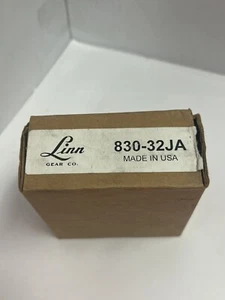 Linn
GEAR CO.
830-32JA
MADE IN USA